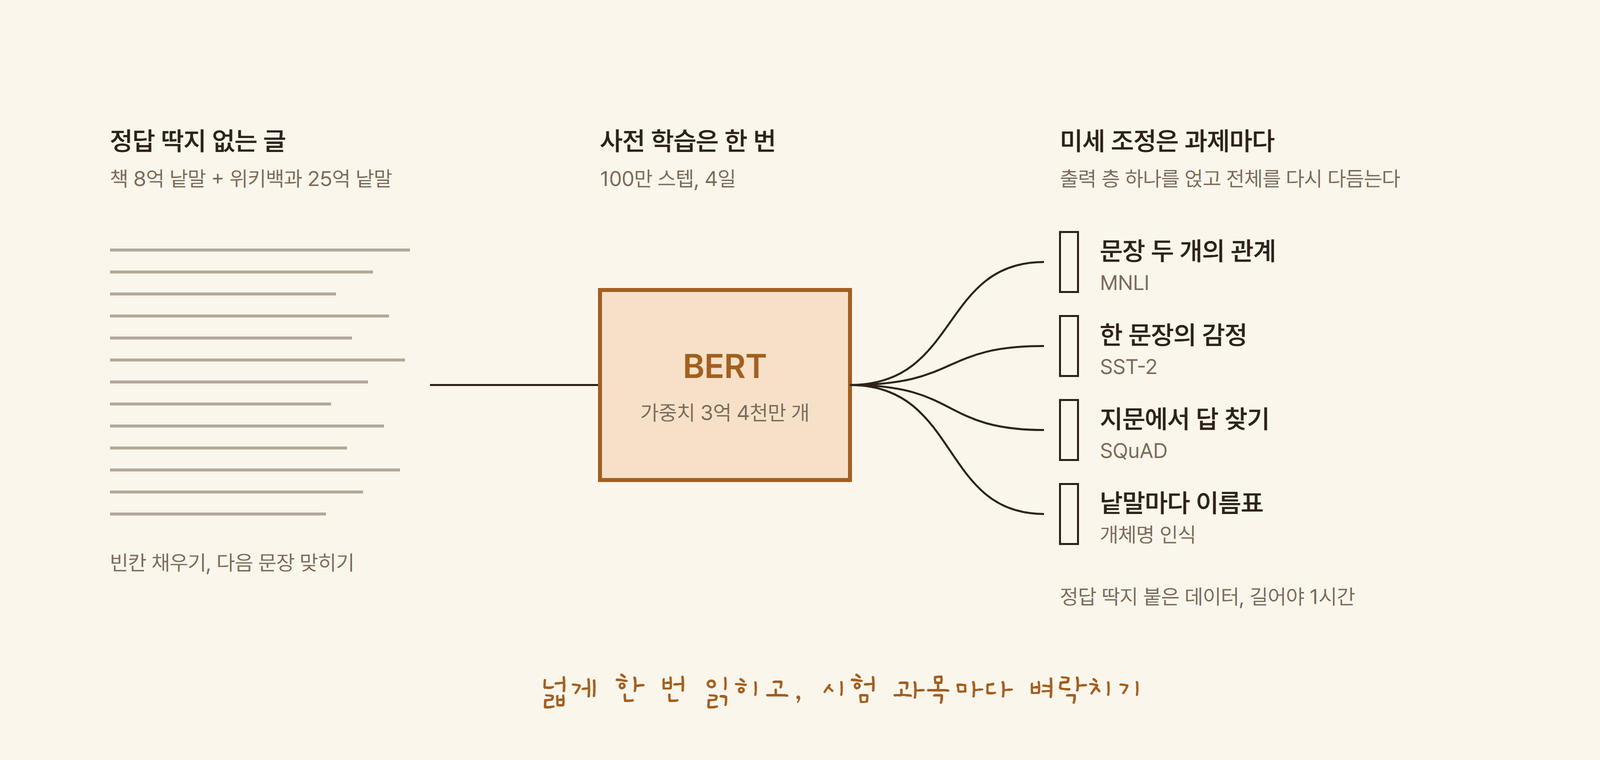 정답 딱지 없는 글
책 8억 낱말 + 위키백과 25억 낱말
빈칸 채우기, 다음 문장 맞히기
사전 학습은 한 번
100만 스텝, 4일
BERT
가중치 3억 4천만 개
미세 조정은 과제마다
출력 층 하나를 얹고 전체를 다시 다듬는다
문장 두 개의 관계
MNLI
한 문장의 감정
SST-2
지문에서 답 찾기
SQuAD
낱말마다 이름표
개체명 인식
정답 딱지 붙은 데이터, 길어야 1시간
넓게 한 번 읽히고, 시험 과목마다 벼락치기